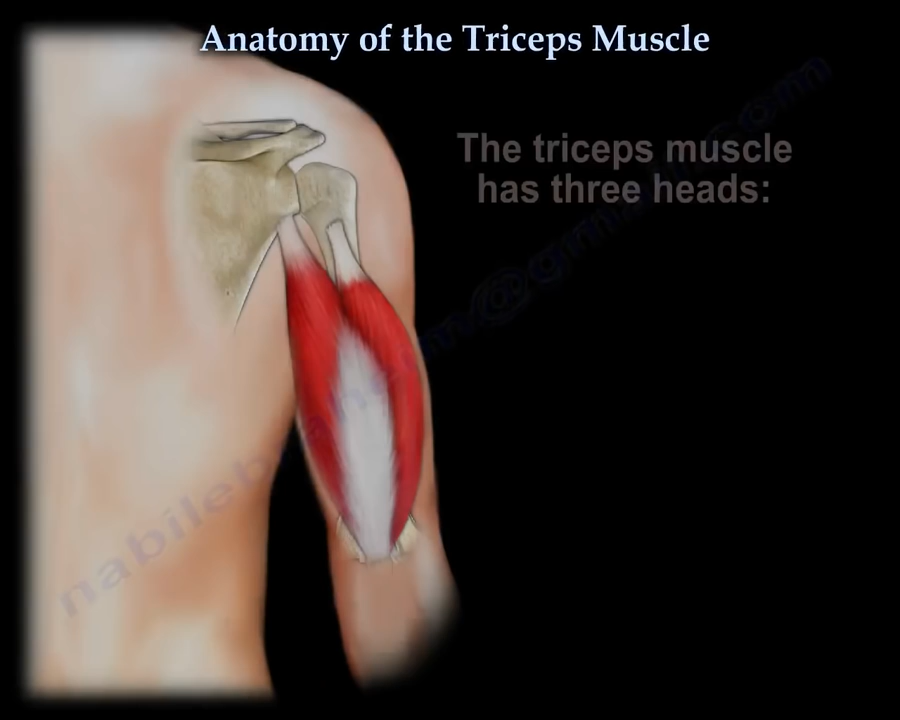 Anatomy of the Triceps Muscle
The triceps muscle
has three heads: